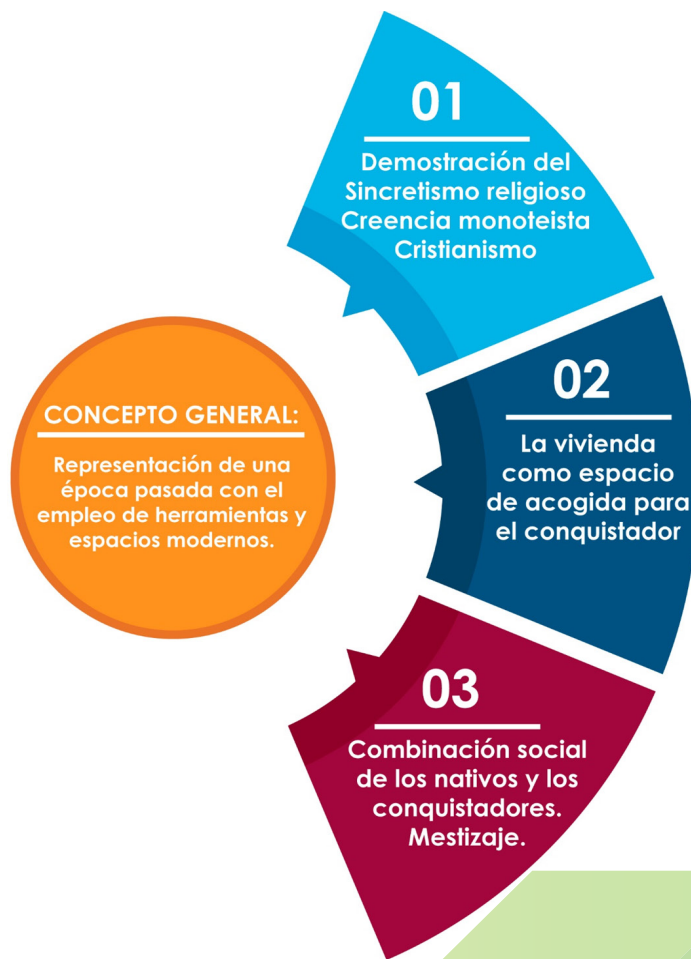 01
Demostración del
Sincretismo religioso
Creencia monoteista
Cristianismo
CONCEPTO GENERAL:
Representación de una
época pasada con el
empleo de herramientas y
espacios modernos.
02
La vivienda
como espacio
de acogida para
el conquistador
03
Combinación social
de los nativos y los
conquistadores.
Mestizaje.